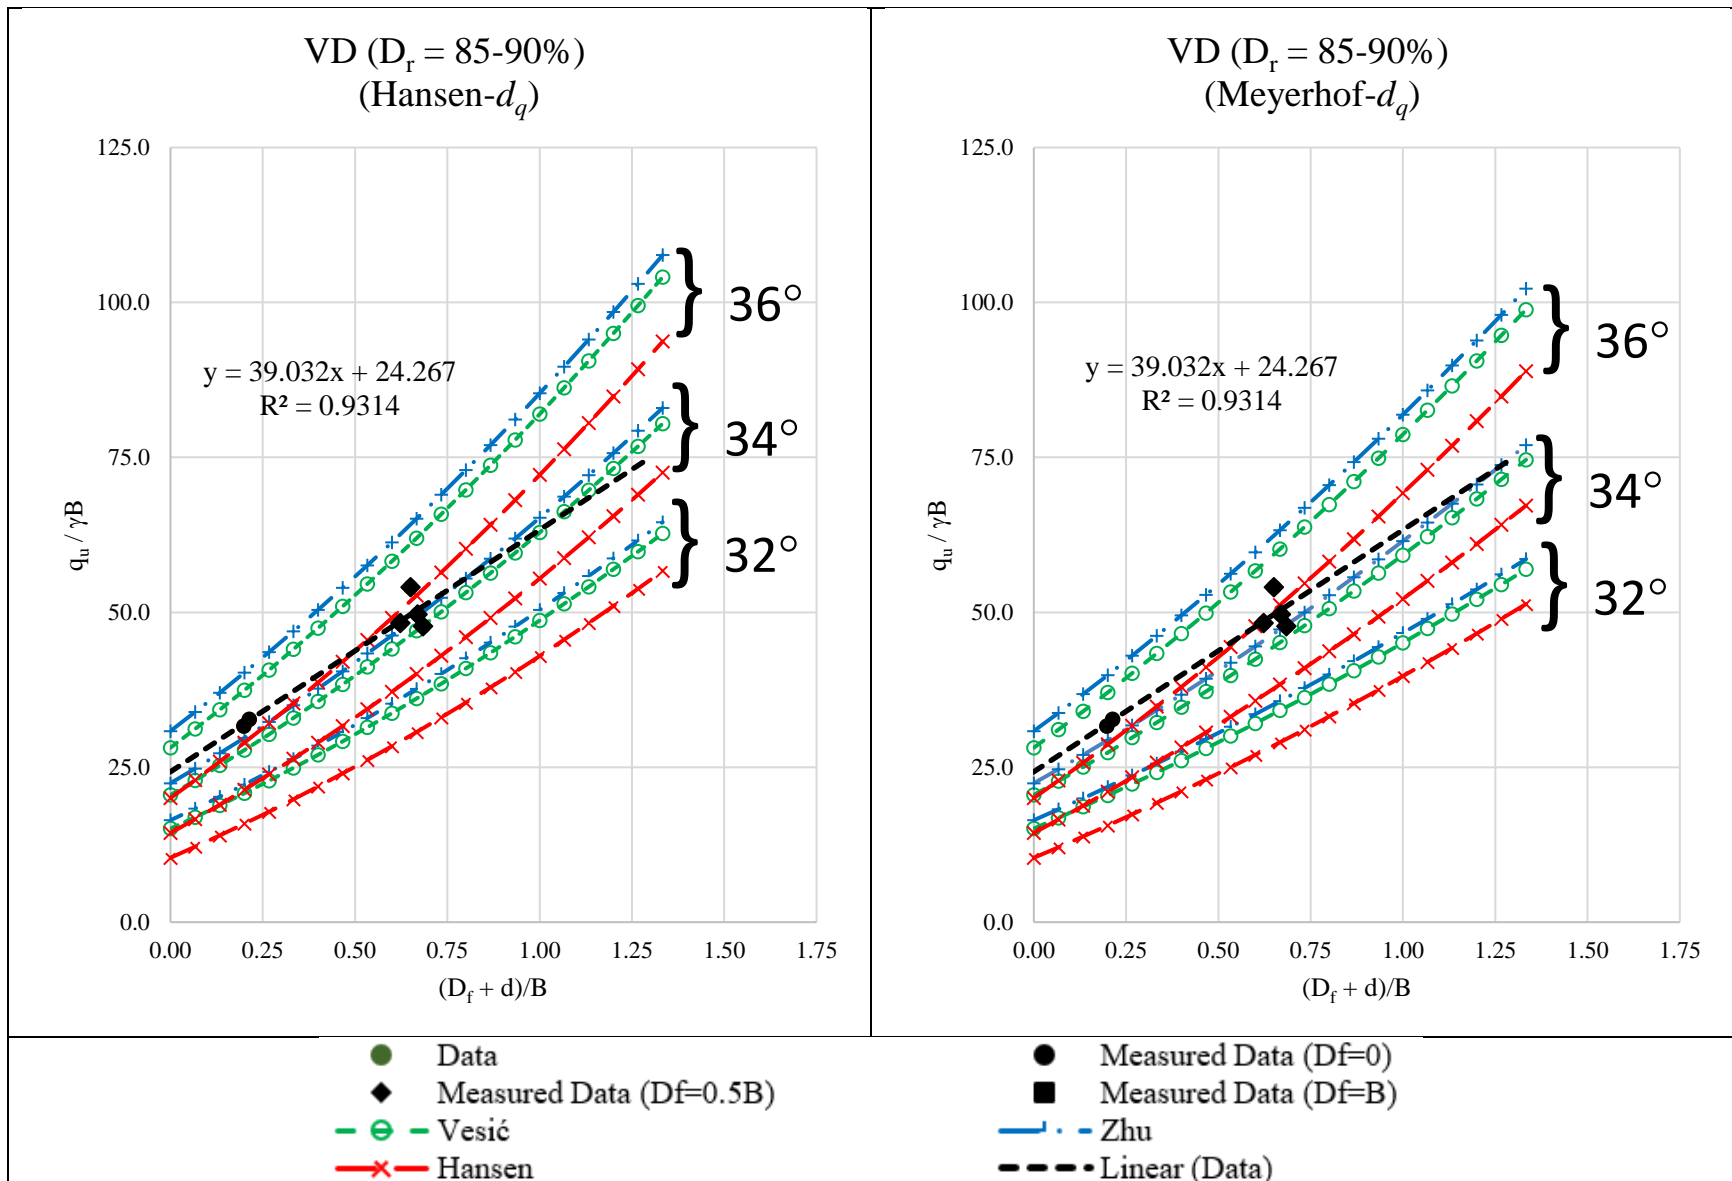 VD (Dr = 85-90%)
(Hansen-dq)
125.0
100.0
75.0
50.0
25.0
0.0
qu / γB
y = 39.032x + 24.267
R² = 0.9314
36°
34°
32°
0.00 0.25 0.50 0.75 1.00 1.25 1.50 1.75
(Df + d)/B
VD (Dr = 85-90%)
(Meyerhof-dq)
125.0
100.0
75.0
50.0
25.0
0.0
qu / γB
y = 39.032x + 24.267
R² = 0.9314
36°
34°
32°
0.00 0.25 0.50 0.75 1.00 1.25 1.50 1.75
(Df + d)/B
Data
Measured Data (Df=0)
Measured Data (Df=0.5B)
Measured Data (Df=B)
Vesić
Zhu
Hansen
Linear (Data)